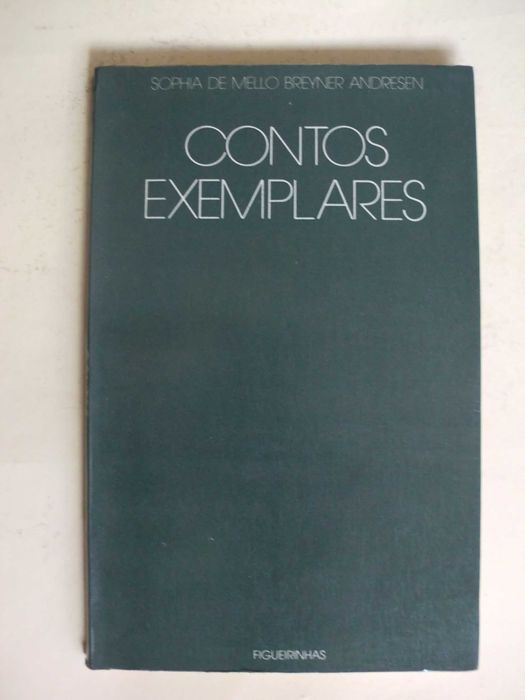 SOPHIA DE MELLO BREYNER ANDRESEN
CONTOS
EXEMPLARES
FIGUEIRINHAS